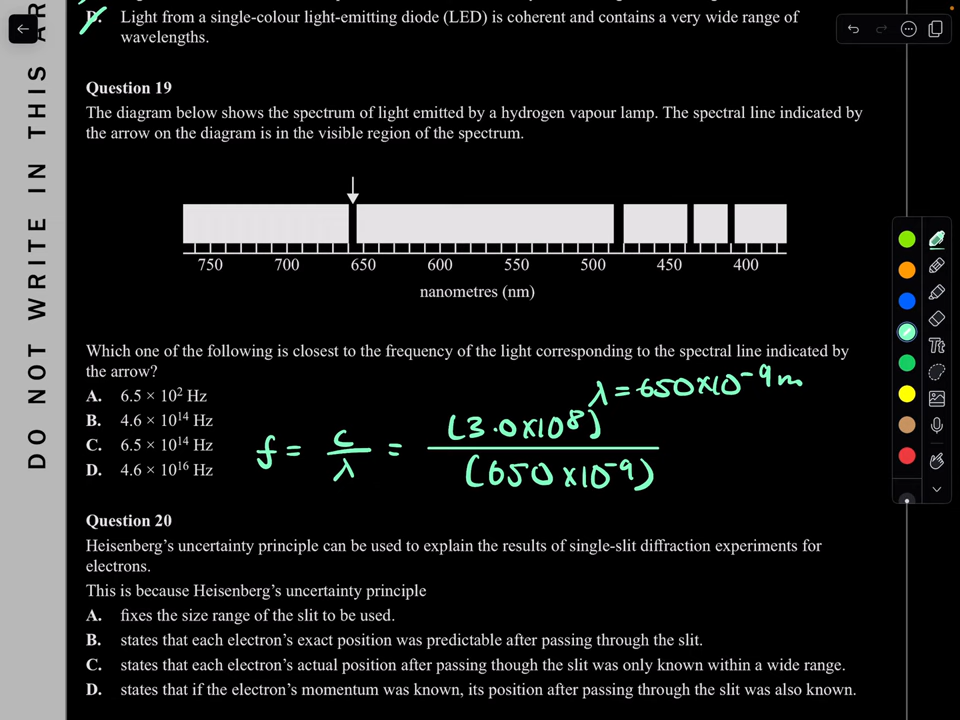 DO NOT WRITE IN THIS AR
D. Light from a single-colour light-emitting diode (LED) is coherent and contains a very wide range of
wavelengths.
Question 19
The diagram below shows the spectrum of light emitted by a hydrogen vapour lamp. The spectral line indicated by
the arrow on the diagram is in the visible region of the spectrum.
750 700 650 600 550 500 450 400
nanometres (nm)
Which one of the following is closest to the frequency of the light corresponding to the spectral line indicated by
the arrow?
λ = 650 × 10⁻⁹ m
A. 6.5 × 10² Hz
B. 4.6 × 10¹⁴ Hz
C. 6.5 × 10¹⁴ Hz
D. 4.6 × 10¹⁶ Hz
f = c/λ = (3.0×10⁸)/(650×10⁻⁹)
Question 20
Heisenberg's uncertainty principle can be used to explain the results of single-slit diffraction experiments for
electrons.
This is because Heisenberg's uncertainty principle
A. fixes the size range of the slit to be used.
B. states that each electron's exact position was predictable after passing through the slit.
C. states that each electron's actual position after passing though the slit was only known within a wide range.
D. states that if the electron's momentum was known, its position after passing through the slit was also known.
Tt